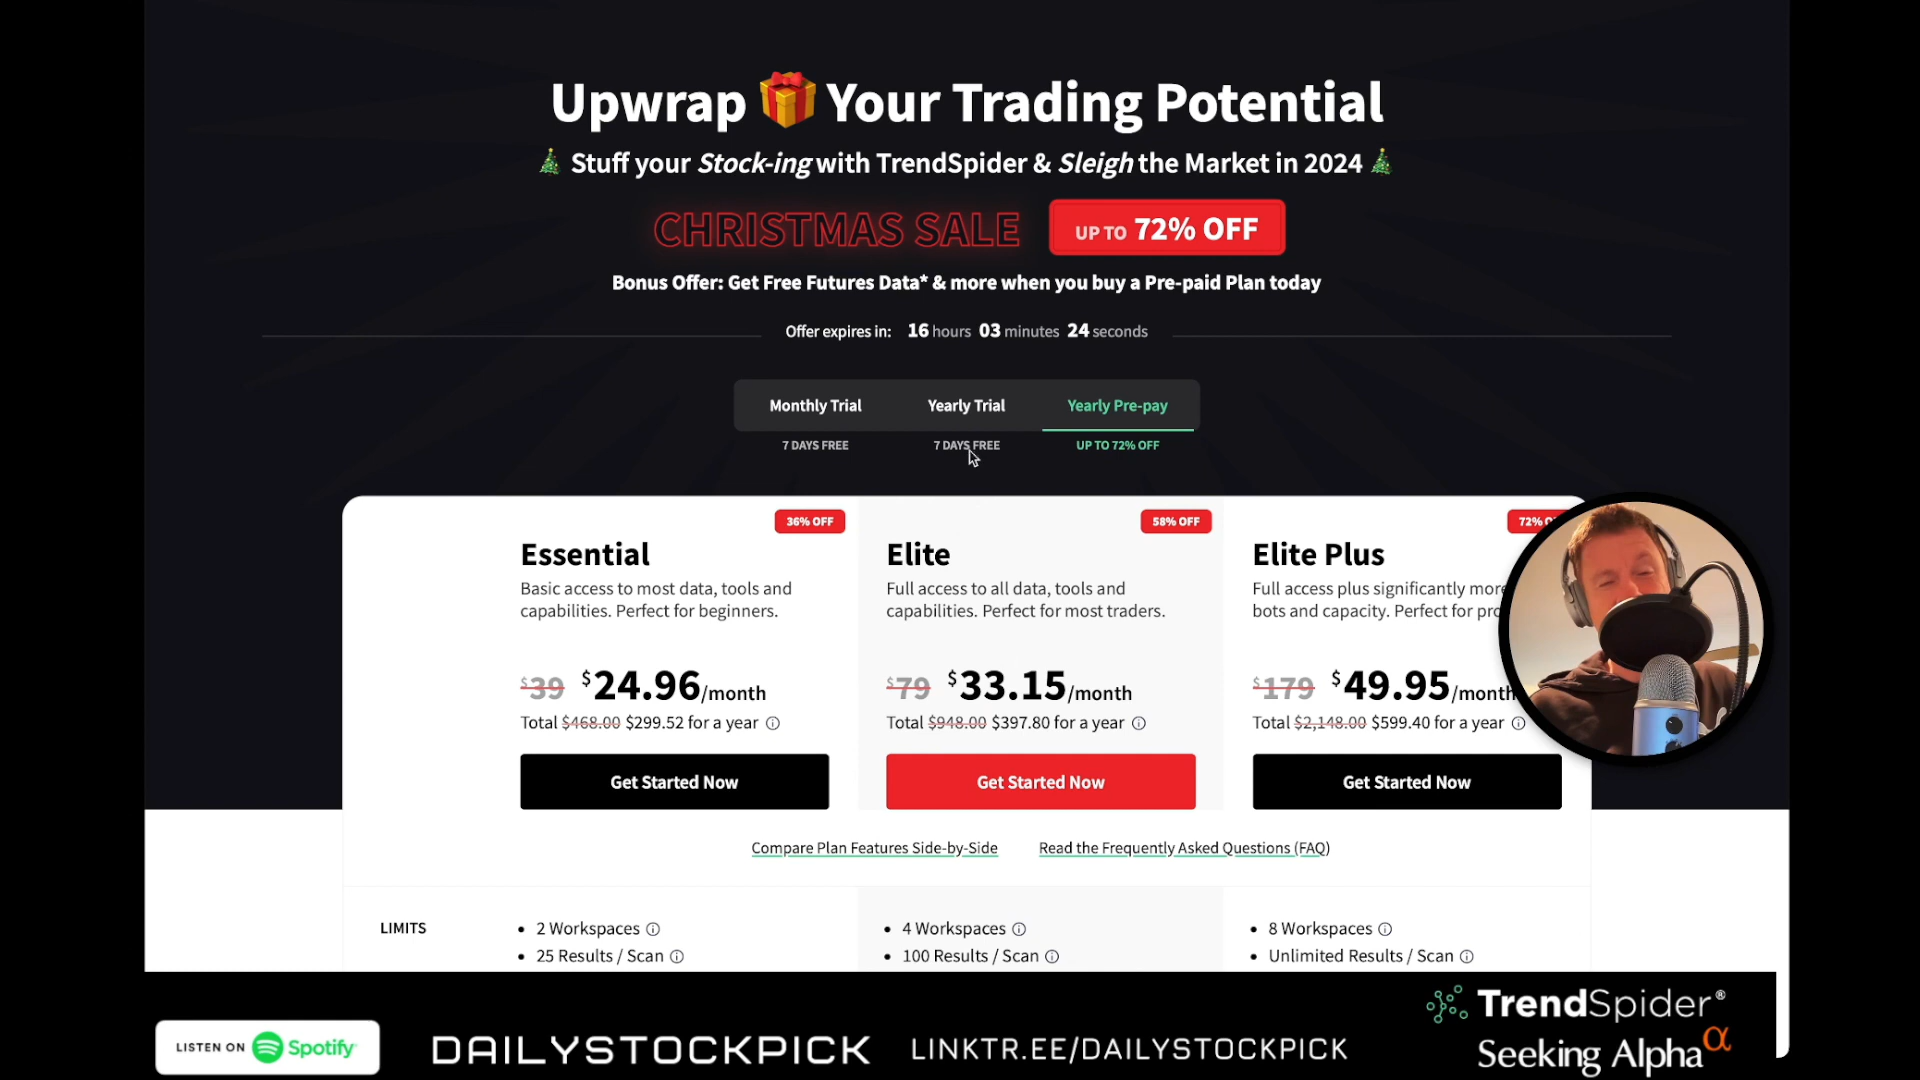 Upwrap Your Trading Potential
Stuff your Stock-ing with TrendSpider & Sleigh the Market in 2024
CHRISTMAS SALE UP TO 72% OFF
Bonus Offer: Get Free Futures Data* & more when you buy a Pre-paid Plan today
Offer expires in: 16 hours 03 minutes 24 seconds
Monthly Trial Yearly Trial Yearly Pre-pay
7 DAYS FREE 7 DAYS FREE UP TO 72% OFF
36% OFF 58% OFF 72%
Essential Elite Elite Plus
Basic access to most data, tools and Full access to all data, tools and Full access plus significantly more
capabilities. Perfect for beginners. capabilities. Perfect for most traders. bots and capacity. Perfect for
$39 $24.96/month $79 $33.15/month $179 $49.95/month
Total $468.00 $299.52 for a year Total $948.00 $397.80 for a year Total $2,148.00 $599.40 for a year
Get Started Now Get Started Now Get Started Now
Compare Plan Features Side-by-Side Read the Frequently Asked Questions (FAQ)
LIMITS • 2 Workspaces • 4 Workspaces • 8 Workspaces
• 25 Results / Scan • 100 Results / Scan • Unlimited Results / Scan
TrendSpider®
LISTEN ON Spotify DAILYSTOCKPICK LINKTR.EE/DAILYSTOCKPICK Seeking Alpha α